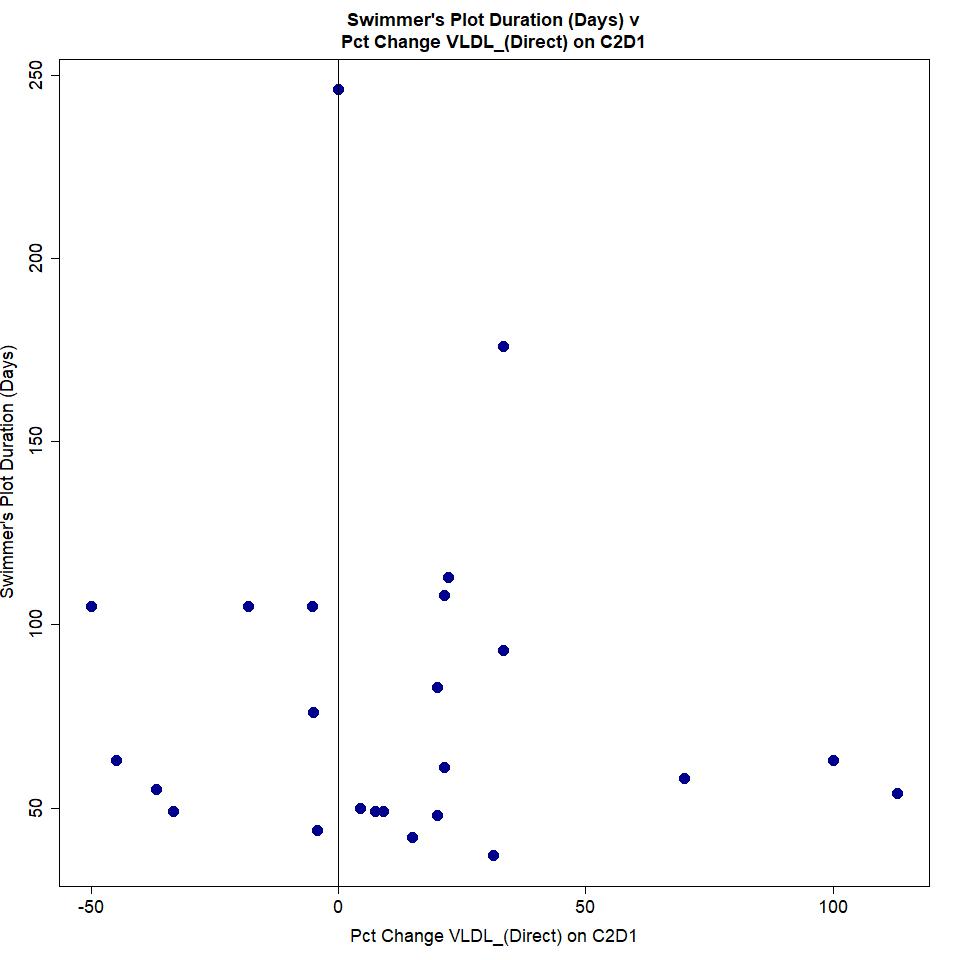 Swimmer's Plot Duration (Days) v
Pct Change VLDL_(Direct) on C2D1
250
200
150
100
50
Swimmer's Plot Duration (Days)
-50
0
50
100
Pct Change VLDL_(Direct) on C2D1